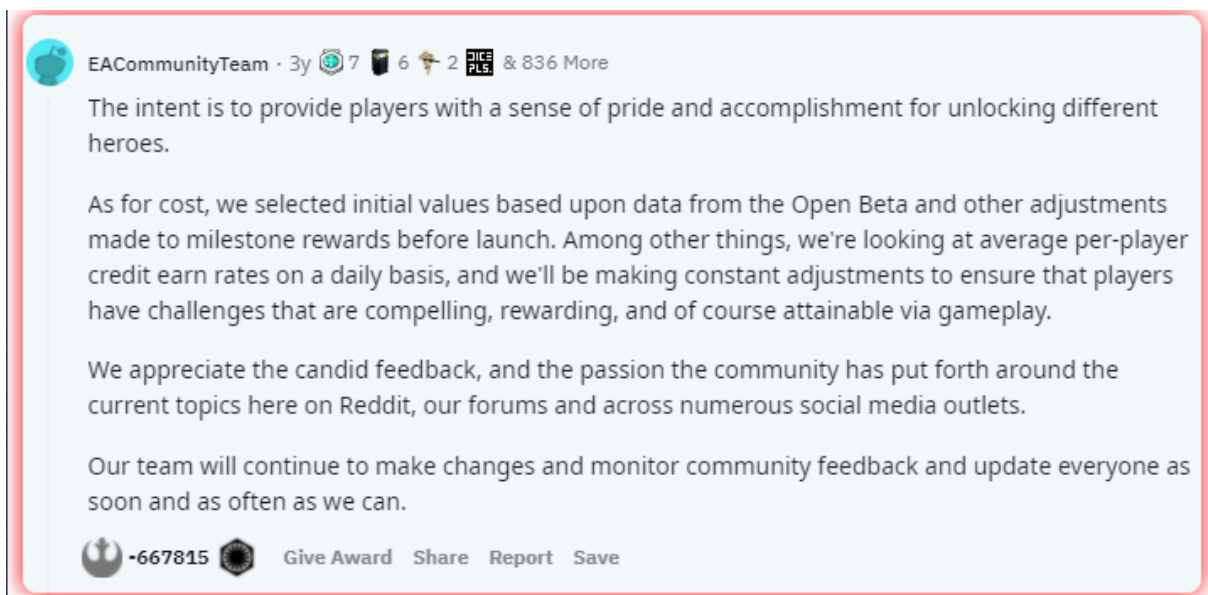 EACommunityTeam · 3y 7 6 2 DICE PLS. & 836 More
The intent is to provide players with a sense of pride and accomplishment for unlocking different
heroes.
As for cost, we selected initial values based upon data from the Open Beta and other adjustments
made to milestone rewards before launch. Among other things, we're looking at average per-player
credit earn rates on a daily basis, and we'll be making constant adjustments to ensure that players
have challenges that are compelling, rewarding, and of course attainable via gameplay.
We appreciate the candid feedback, and the passion the community has put forth around the
current topics here on Reddit, our forums and across numerous social media outlets.
Our team will continue to make changes and monitor community feedback and update everyone as
soon and as often as we can.
-667815 Give Award Share Report Save